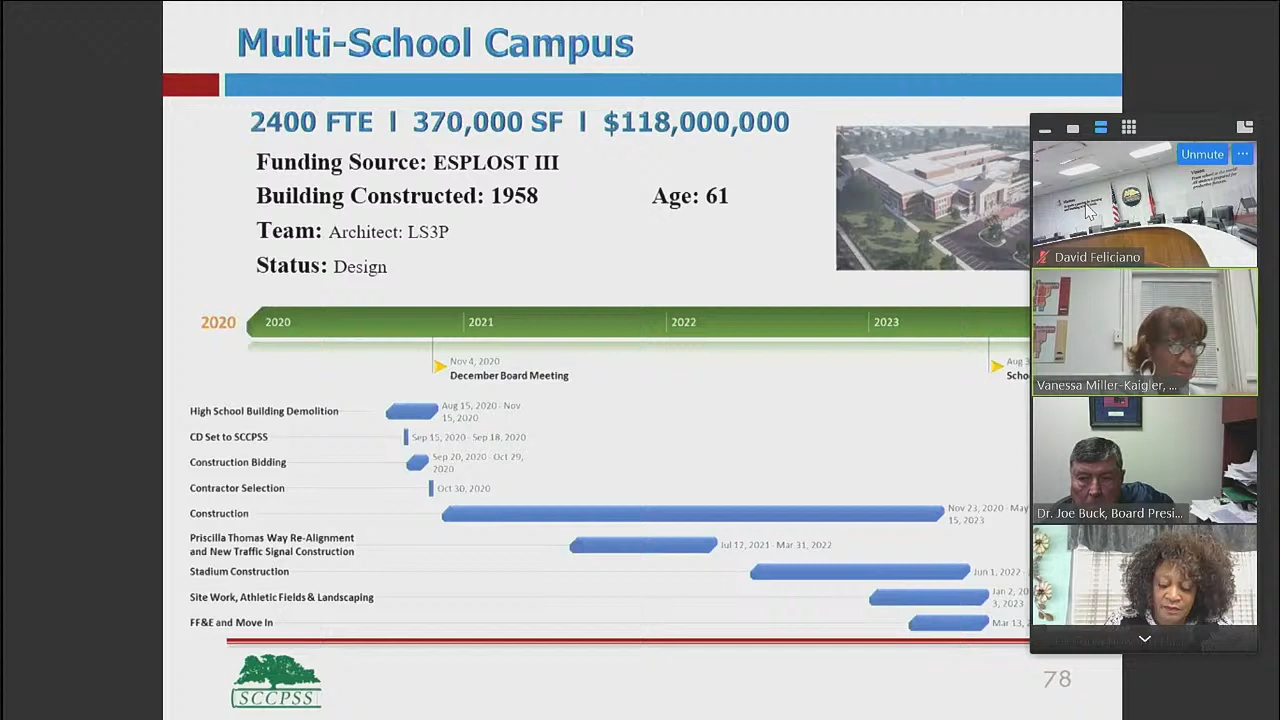 Multi-School Campus
2400 FTE | 370,000 SF | $118,000,000
Funding Source: ESPLOST III
Building Constructed: 1958 Age: 61
Team: Architect: LS3P
Status: Design
2020 2020 2021 2022 2023
Nov 4, 2020
December Board Meeting
Aug 3
Scho
High School Building Demolition
Aug 15, 2020 - Nov
15, 2020
CD Set to SCCPSS
Sep 15, 2020 - Sep 18, 2020
Construction Bidding
Sep 20, 2020 - Oct 29,
2020
Contractor Selection
Oct 30, 2020
Construction
Nov 23, 2020 - May
15, 2023
Priscilla Thomas Way Re-Alignment
and New Traffic Signal Construction
Jul 12, 2021 - Mar 31, 2022
Stadium Construction
Jun 1, 2022 -
Site Work, Athletic Fields & Landscaping
Jan 2, 20
3, 2023
FF&E and Move In
Mar 13, 2
SCCPSS
78
Unmute
David Feliciano
Vanessa Miller-Kaigler, ...
Dr. Joe Buck, Board Presi...